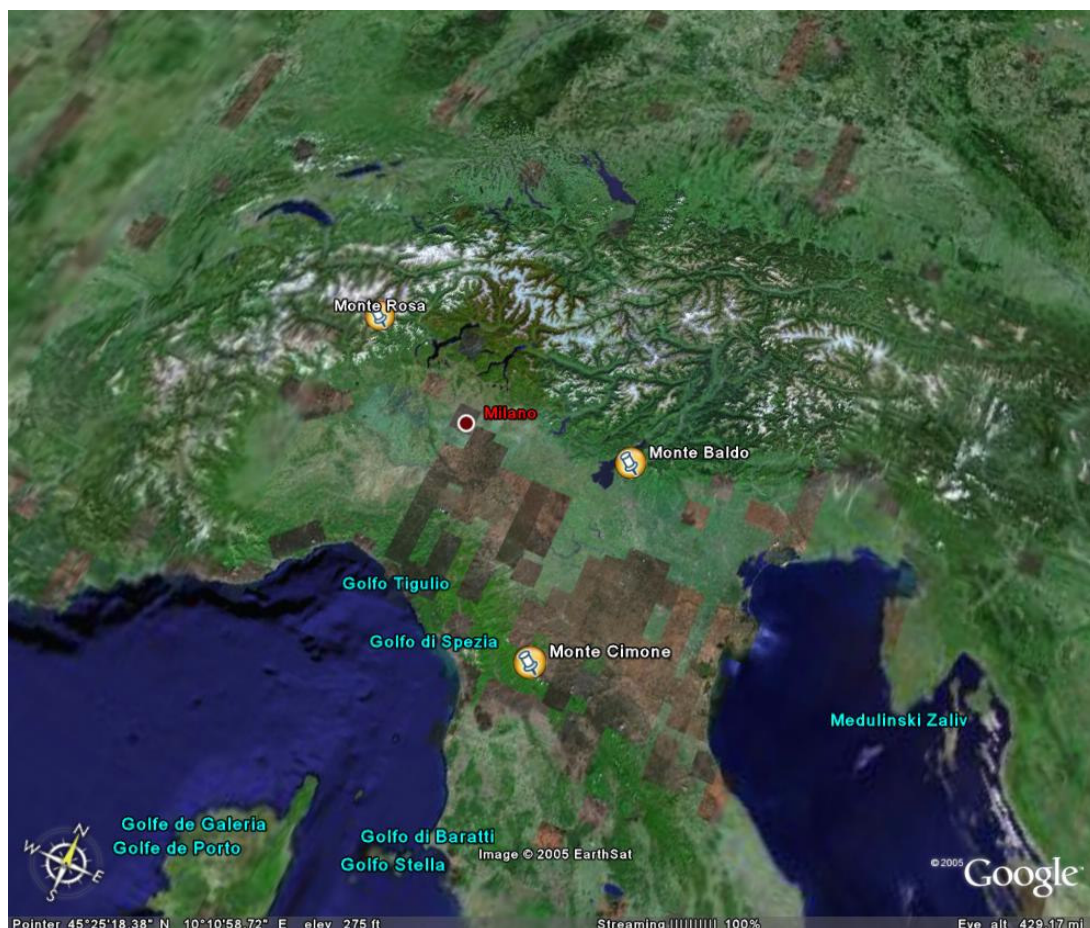 Monte Rosa
Milano
Monte Baldo
Golfo Tigulio
Golfo di Spezia
Monte Cimone
Medulinski Zaliv
Golfe de Galeria
Golfe de Porto
Golfo di Baratti
Golfo Stella
Image © 2005 EarthSat
©2005 Google
N
W
E
S
Pointer 45°25'18.38" N 10°10'58.72" E elev 275 ft Streaming |||||||||| 100% Eye alt 429.17 mi